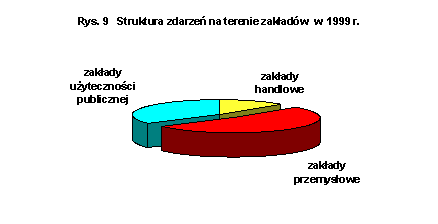 Rys. 9 Struktura zdarzeń na terenie zakładów w 1999 r.
zakłady
użyteczności
publicznej
zakłady
handlowe
zakłady
przemysłowe